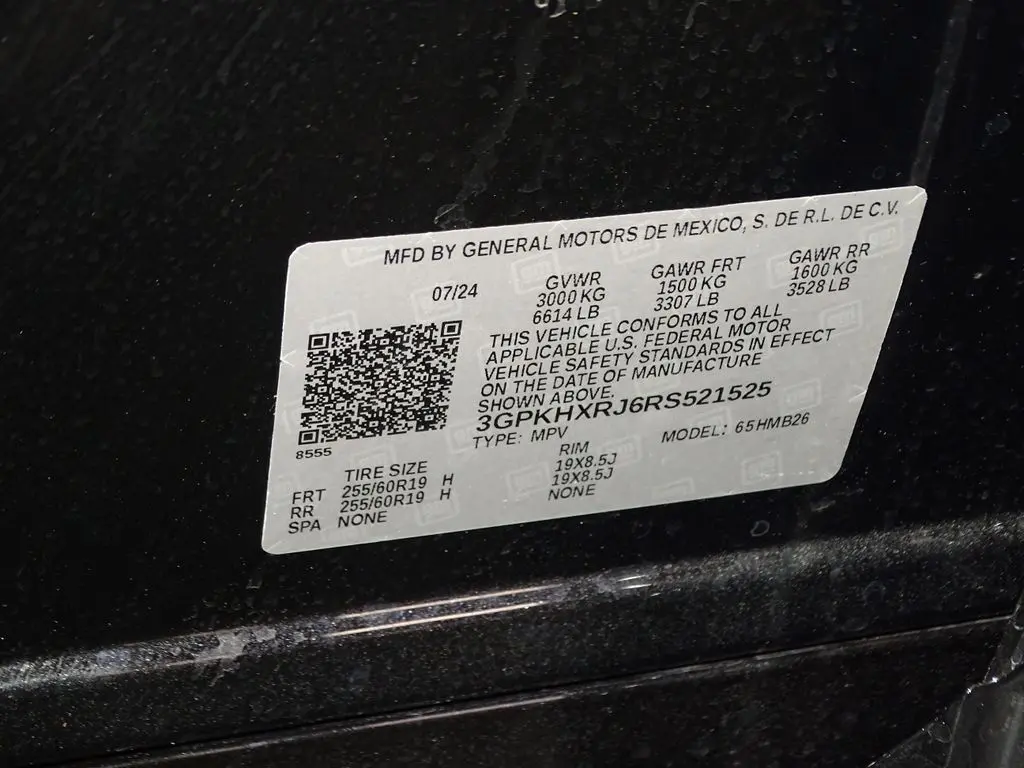 MFD BY GENERAL MOTORS DE MEXICO, S. DE R.L. DE C.V.
07/24
GVWR
3000 KG
6614 LB
GAWR FRT
1500 KG
3307 LB
GAWR RR
1600 KG
3528 LB
THIS VEHICLE CONFORMS TO ALL
APPLICABLE U.S. FEDERAL MOTOR
VEHICLE SAFETY STANDARDS IN EFFECT
ON THE DATE OF MANUFACTURE
SHOWN ABOVE.
3GPKHXRJ6RS521525
TYPE: MPV
MODEL: 65HMB26
8555
TIRE SIZE RIM
FRT 255/60R19 H 19X8.5J
RR 255/60R19 H 19X8.5J
SPA NONE NONE